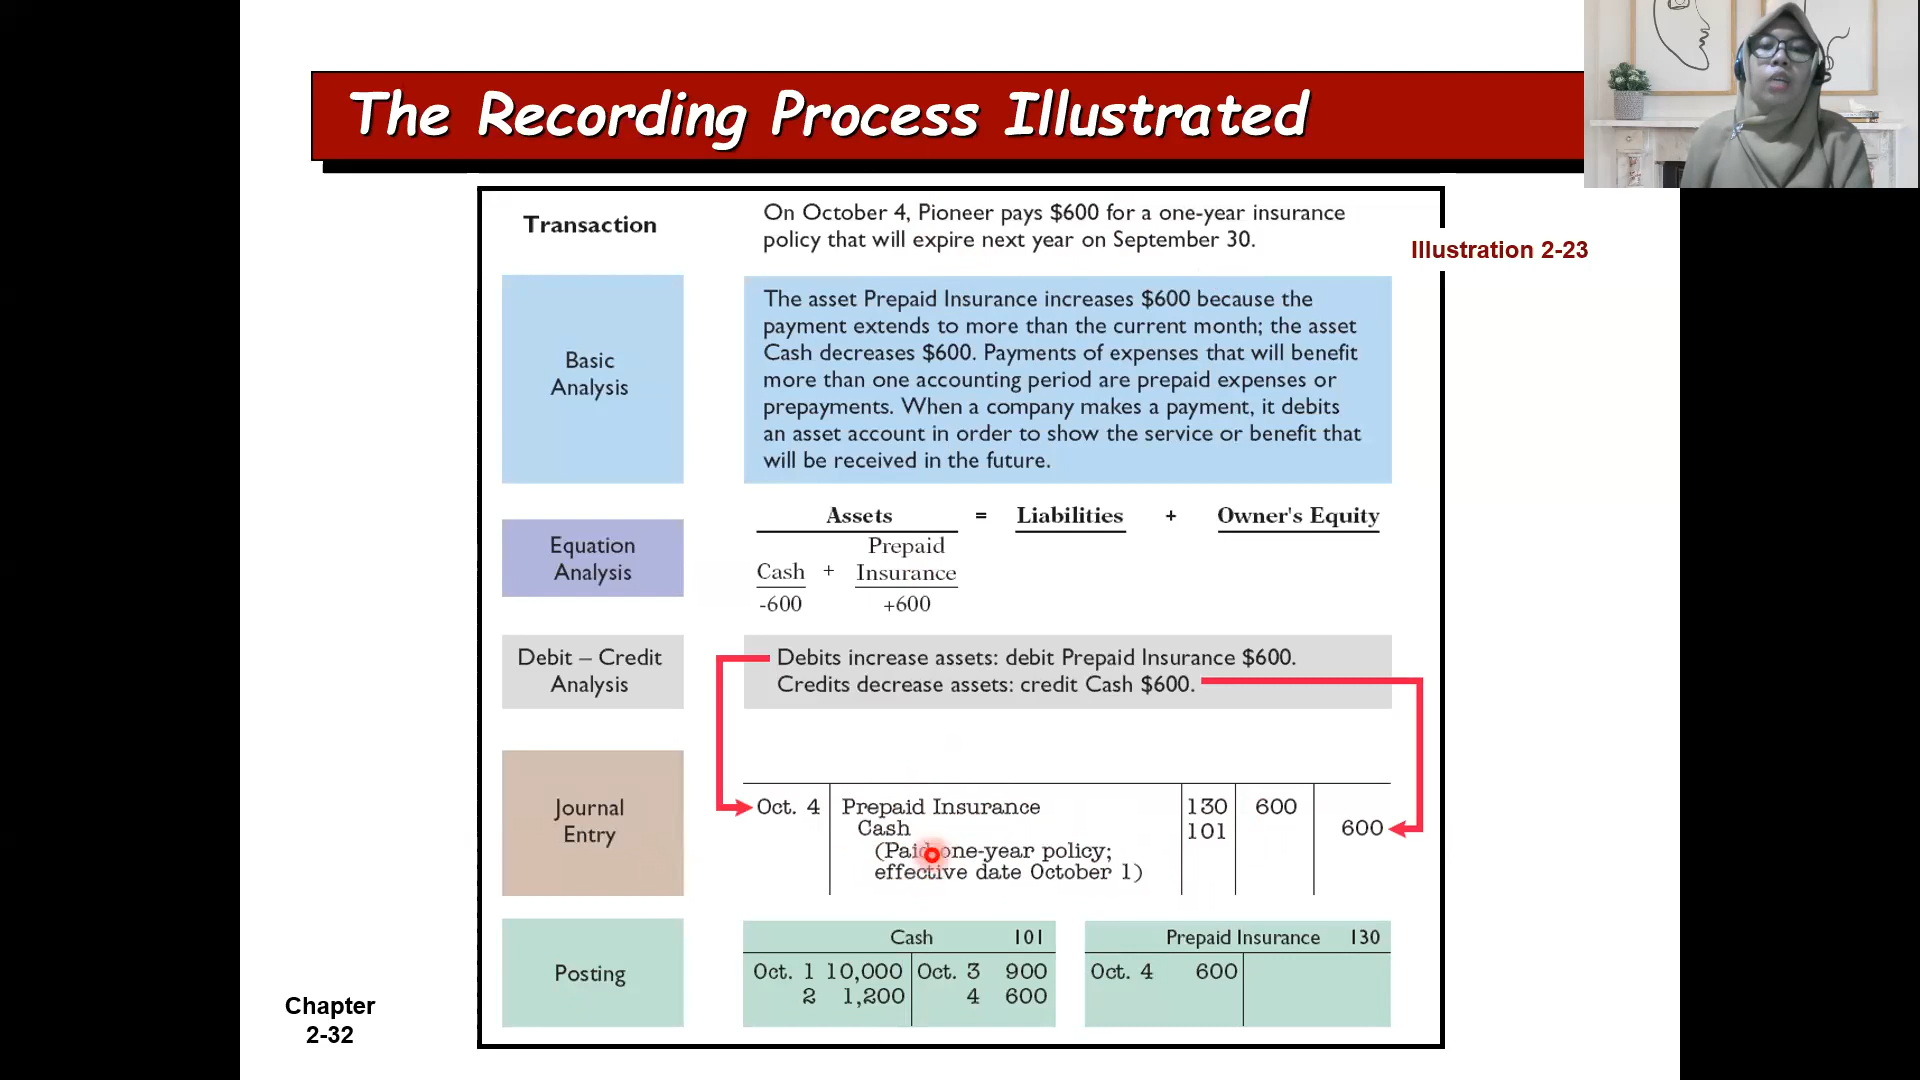 The Recording Process Illustrated
Transaction
On October 4, Pioneer pays $600 for a one-year insurance
policy that will expire next year on September 30.
Illustration 2-23
Basic
Analysis
The asset Prepaid Insurance increases $600 because the
payment extends to more than the current month; the asset
Cash decreases $600. Payments of expenses that will benefit
more than one accounting period are prepaid expenses or
prepayments. When a company makes a payment, it debits
an asset account in order to show the service or benefit that
will be received in the future.
Equation
Analysis
Assets = Liabilities + Owner's Equity
Prepaid
Cash + Insurance
-600 +600
Debit – Credit
Analysis
Debits increase assets: debit Prepaid Insurance $600.
Credits decrease assets: credit Cash $600.
Journal
Entry
Oct. 4 Prepaid Insurance 130 600
Cash 101 600
(Paid one-year policy;
effective date October 1)
Posting
Cash 101
Oct. 1 10,000 Oct. 3 900
2 1,200 4 600
Prepaid Insurance 130
Oct. 4 600
Chapter
2-32